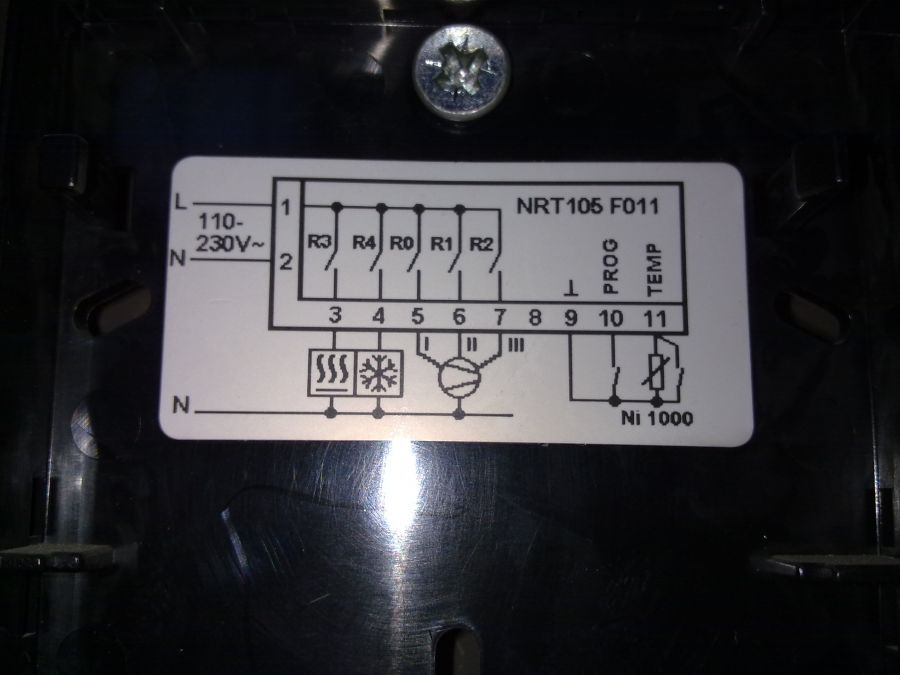 NRT105 F011
L
1
110-
230V~
N
2
R3 R4 R0 R1 R2
PROG
TEMP
3 4 5 6 7 8 9 10 11
I II III
N
Ni 1000